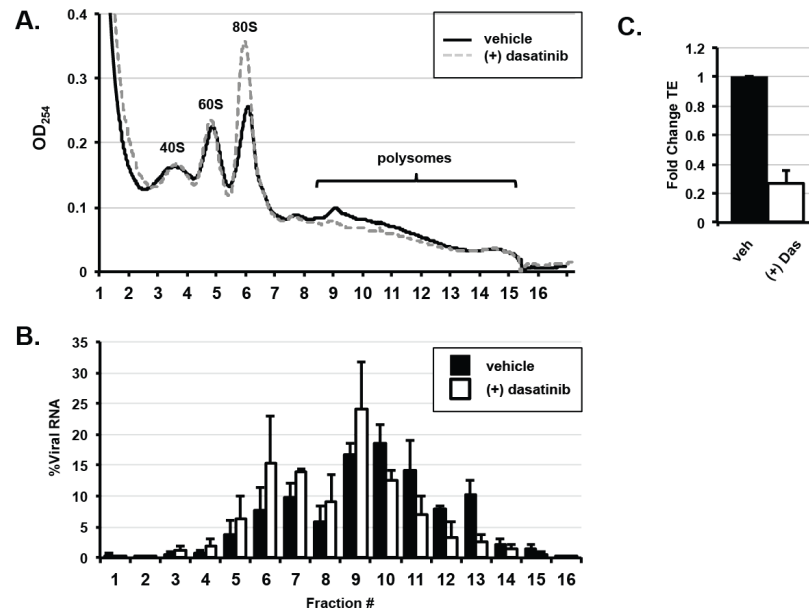 A.
0.4
0.3
0.2
0.1
0
OD254
40S
60S
80S
polysomes
vehicle
(+) dasatinib
1 2 3 4 5 6 7 8 9 10 11 12 13 14 15 16
C.
1.2
1
0.8
0.6
0.4
0.2
0
Fold Change TE
veh
(+) Das
B.
35
30
25
20
15
10
5
0
%Viral RNA
vehicle
(+) dasatinib
1 2 3 4 5 6 7 8 9 10 11 12 13 14 15 16
Fraction #